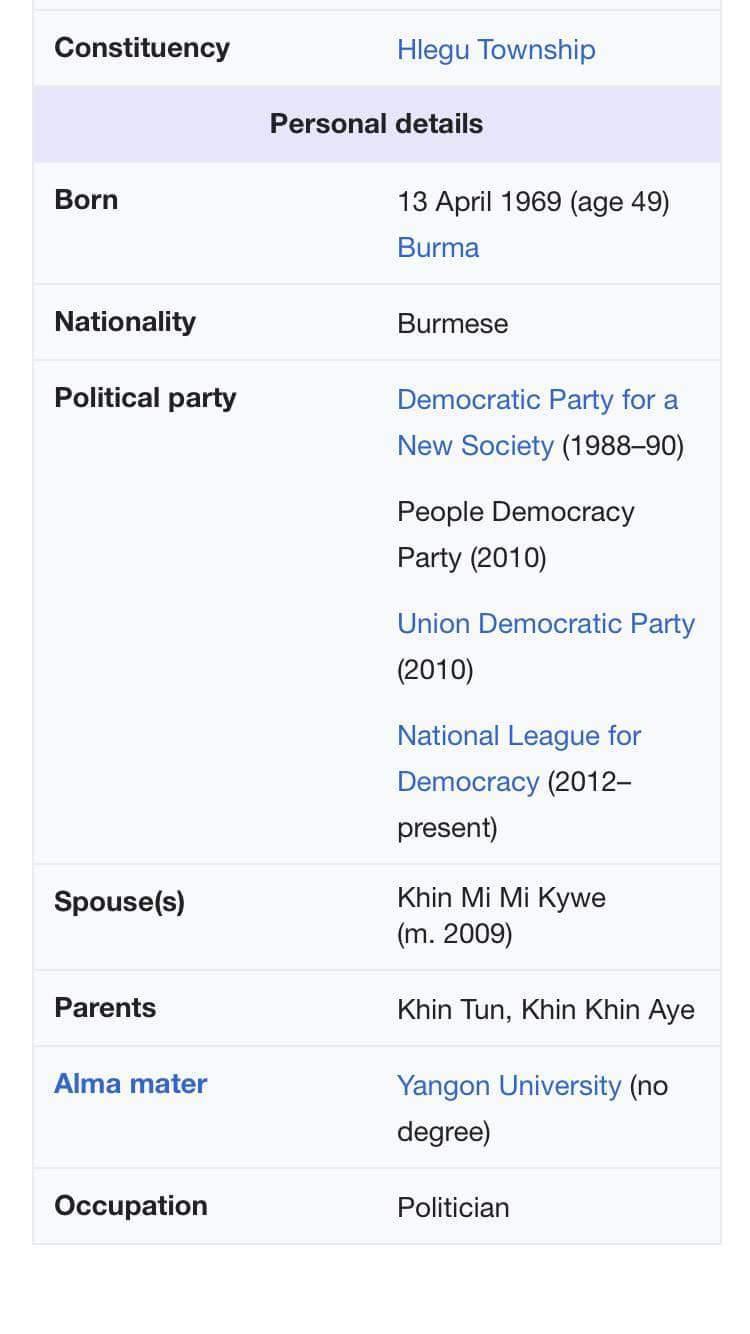 Constituency
Hlegu Township
Personal details
Born
13 April 1969 (age 49)
Burma
Nationality
Burmese
Political party
Democratic Party for a
New Society (1988–90)
People Democracy
Party (2010)
Union Democratic Party
(2010)
National League for
Democracy (2012–
present)
Spouse(s)
Khin Mi Mi Kywe
(m. 2009)
Parents
Khin Tun, Khin Khin Aye
Alma mater
Yangon University (no
degree)
Occupation
Politician